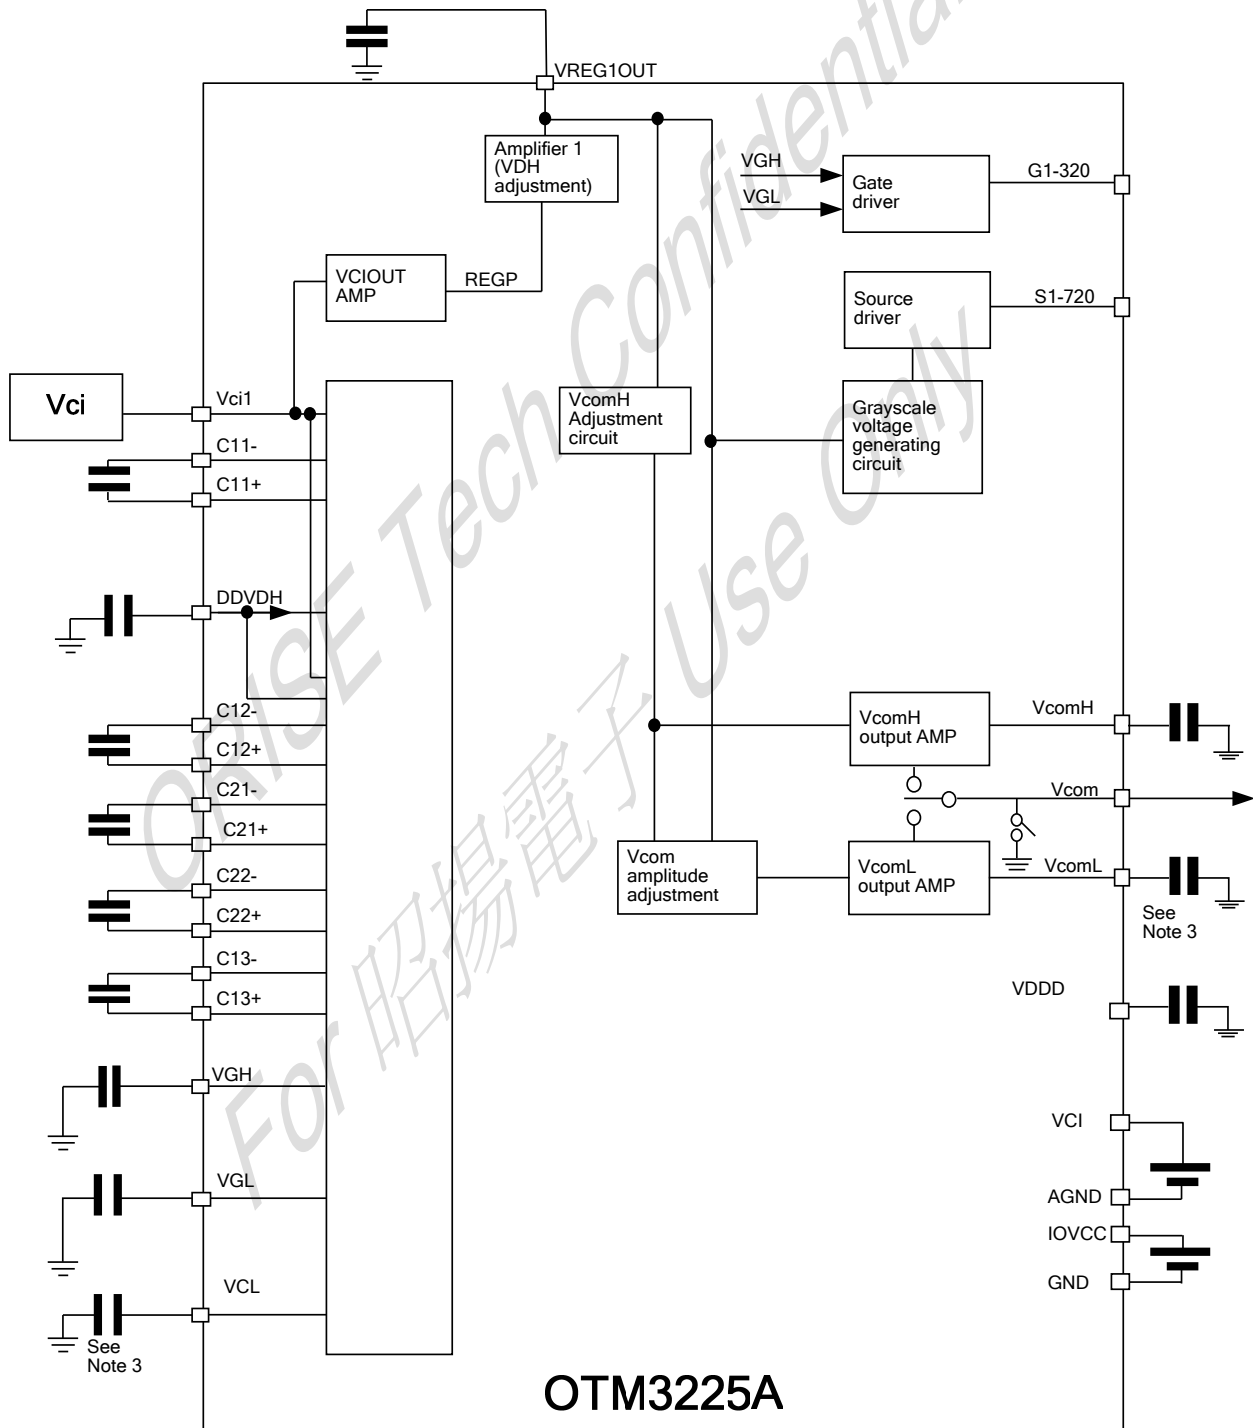 VREG1OUT
Amplifier 1
(VDH
adjustment)
VGH
VGL
Gate
driver
G1-320
VCIOUT
AMP
REGP
Source
driver
S1-720
Vci
Vci1
C11-
C11+
VcomH
Adjustment
circuit
Grayscale
voltage
generating
circuit
DDVDH
C12-
C12+
C21-
C21+
C22-
C22+
C13-
C13+
VcomH
output AMP
VcomH
Vcom
Vcom
amplitude
adjustment
VcomL
output AMP
VcomL
See
Note 3
VDDD
VGH
VGL
VCL
See
Note 3
VCI
AGND
IOVCC
GND
OTM3225A
ORISE Tech Confidential
For 昭揚電子 Use Only